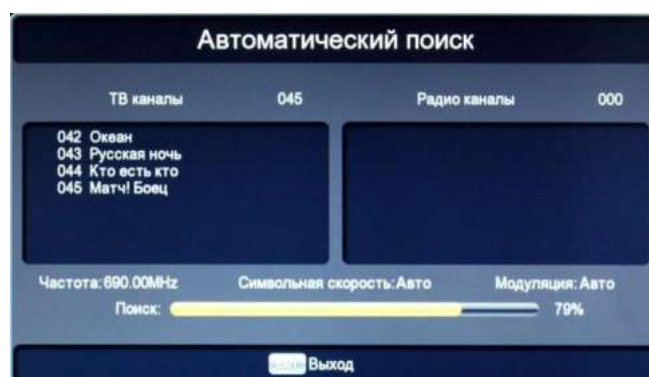 Автоматический поиск
ТВ каналы 045 Радио каналы 000
042 Океан
043 Русская ночь
044 Кто есть кто
045 Матч! Боец
Частота:690.00MHz Символьная скорость:Авто Модуляция:Авто
Поиск: 79%
Выход